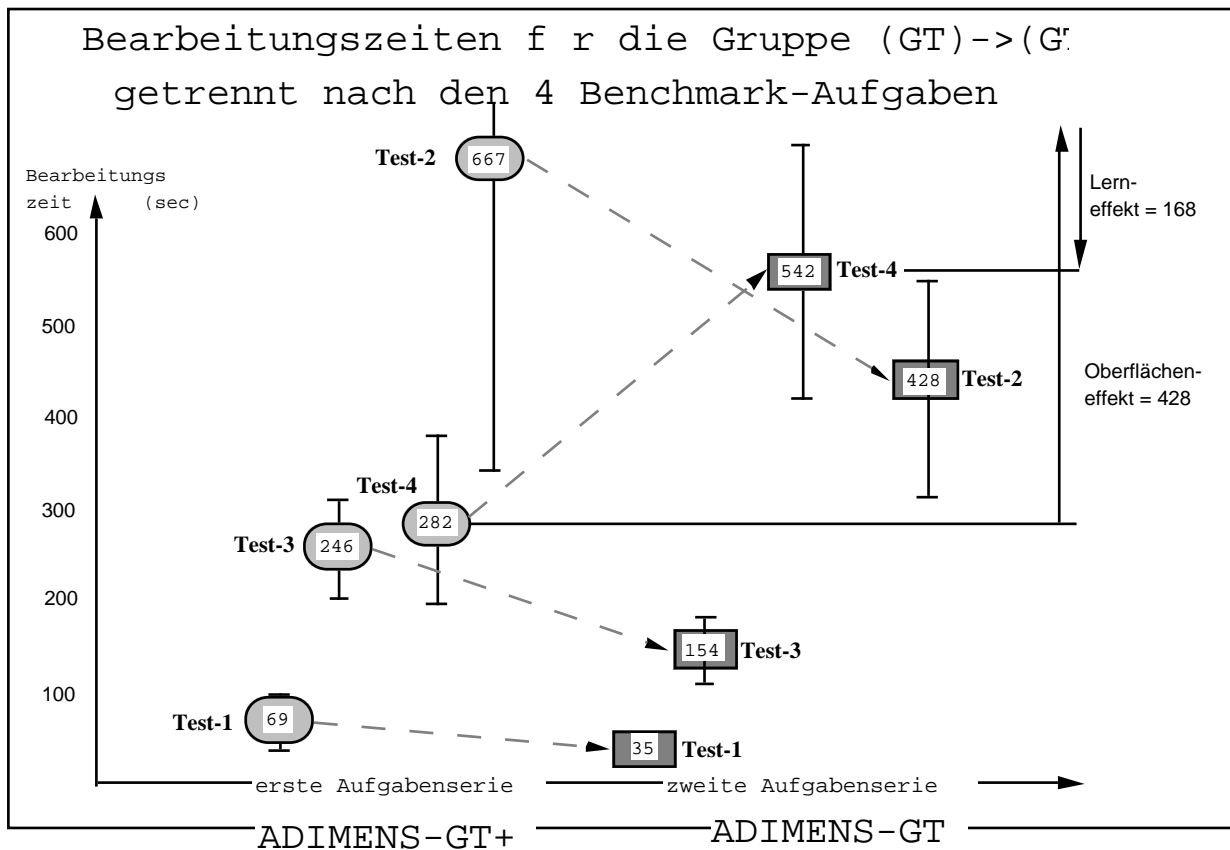 Bearbeitungszeiten f r die Gruppe (GT)->(G
getrennt nach den 4 Benchmark-Aufgaben
Bearbeitungs
zeit (sec)
600
500
400
300
200
100
Test-2
667
542
Test-4
428
Test-2
Test-4
282
Test-3
246
154
Test-3
Test-1
69
35
Test-1
Lern-
effekt = 168
Oberflächen-
effekt = 428
erste Aufgabenserie
zweite Aufgabenserie
ADIMENS-GT+
ADIMENS-GT